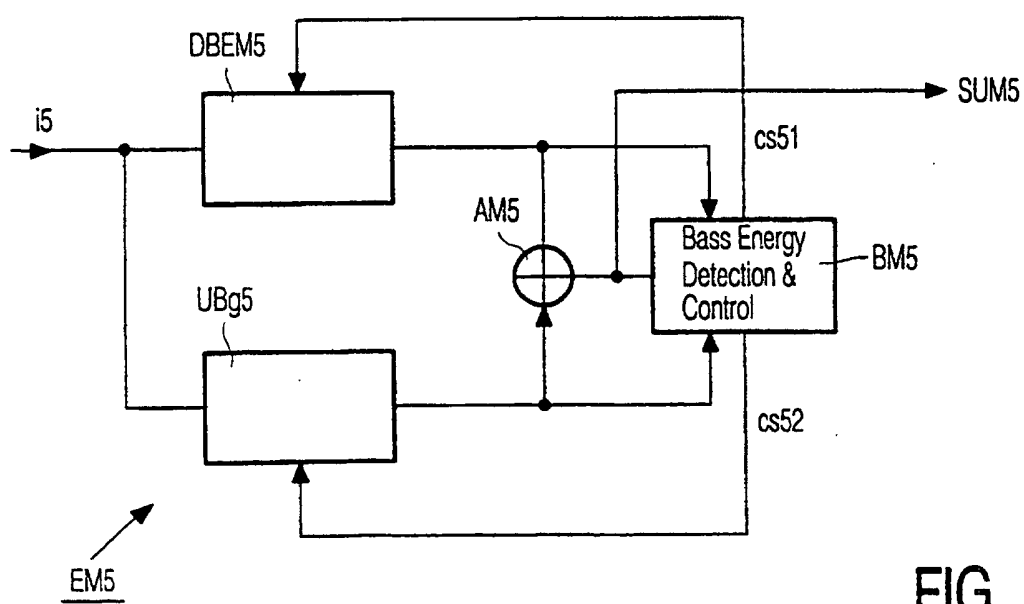 DBEM5
i5
SUM5
cs51
AM5
Bass Energy
Detection &
Control
BM5
UBg5
cs52
EM5
FIG